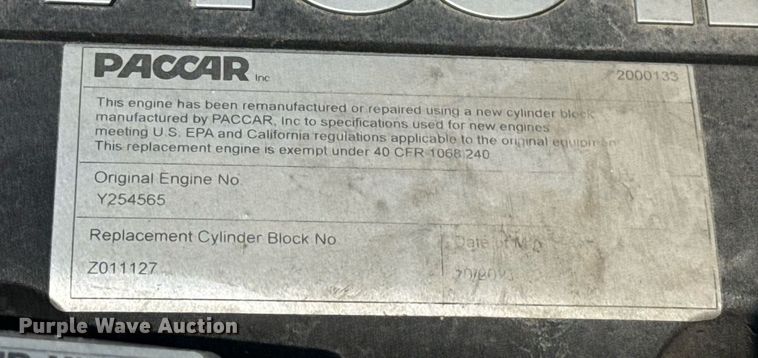 PACCAR Inc
2000133
This engine has been remanufactured or repaired using a new cylinder block
manufactured by PACCAR, Inc to specifications used for new engines
meeting U.S. EPA and California regulations applicable to the original equipment
This replacement engine is exempt under 40 CFR 1068.240
Original Engine No
Y254565
Replacement Cylinder Block No
Z011127
Date of
Purple Wave Auction